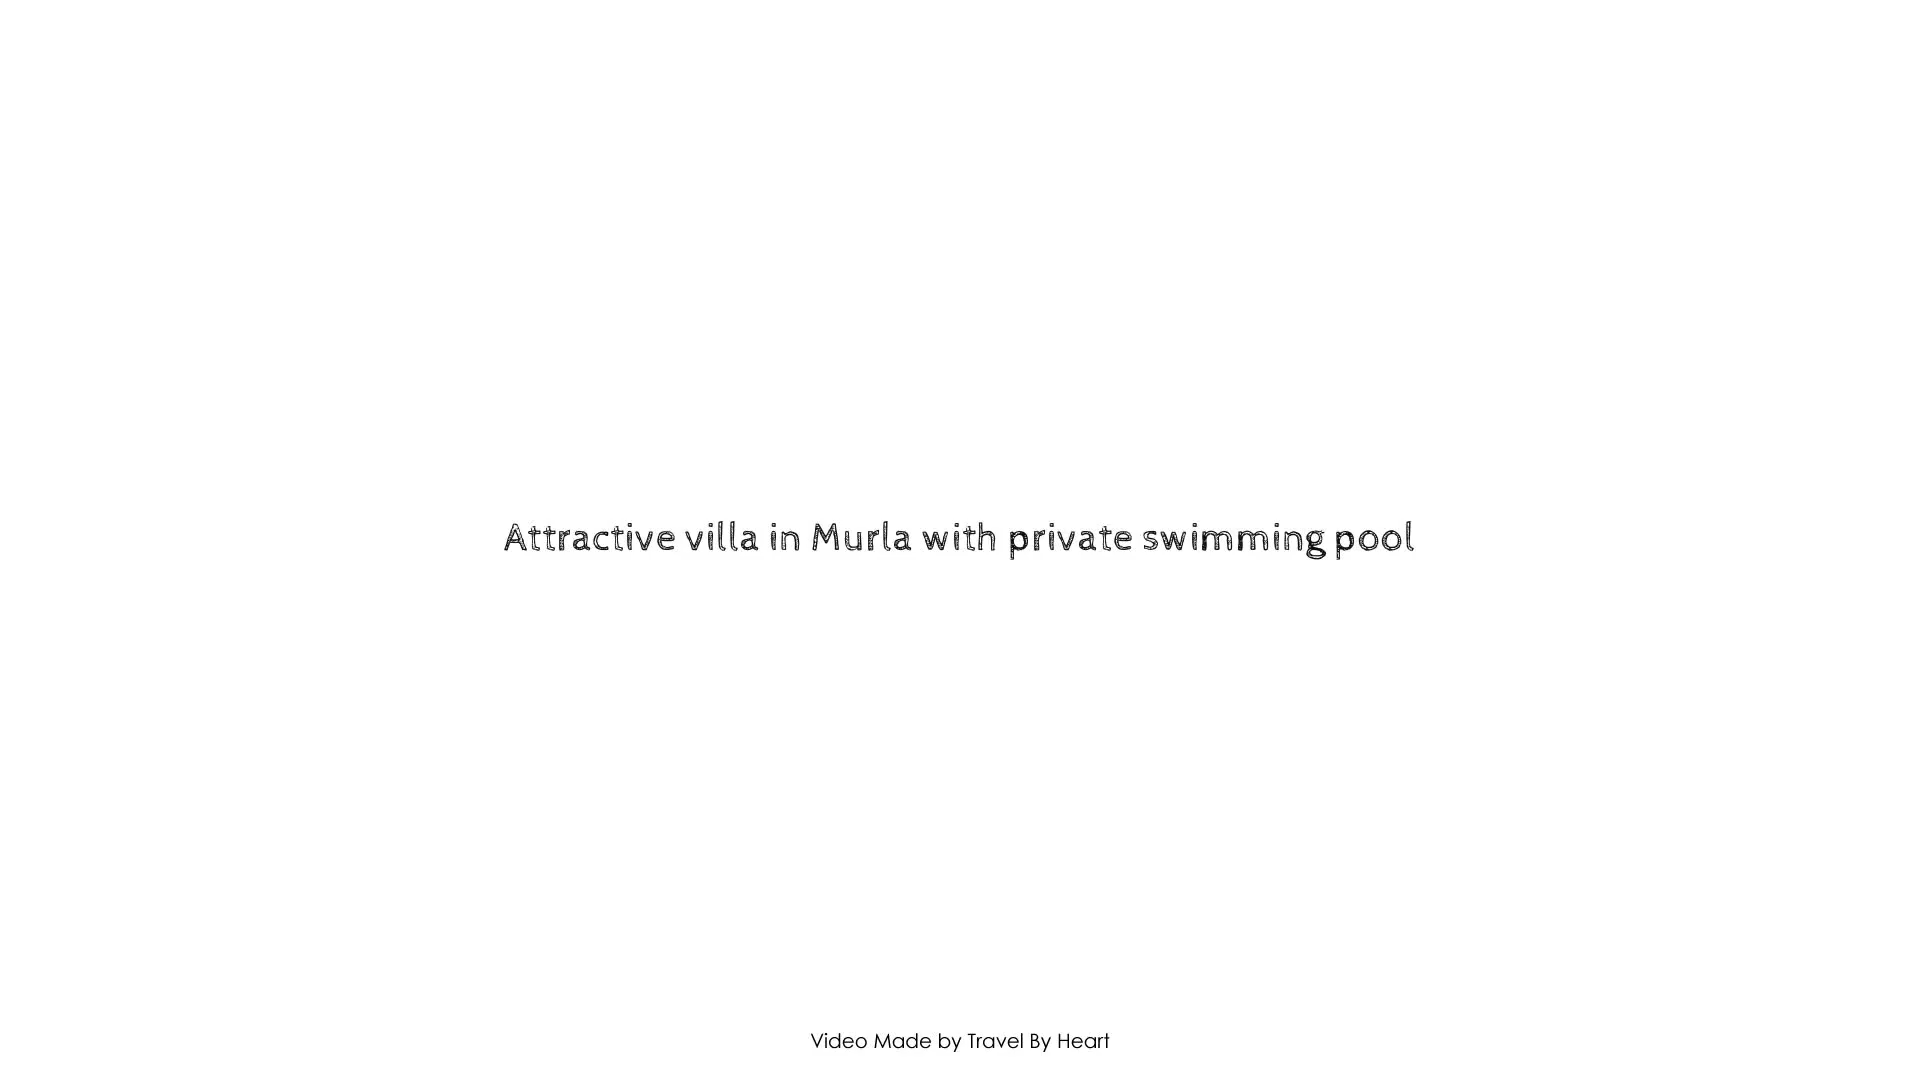 Attractive villa in Murla with private swimming pool
Video Made by Travel By Heart